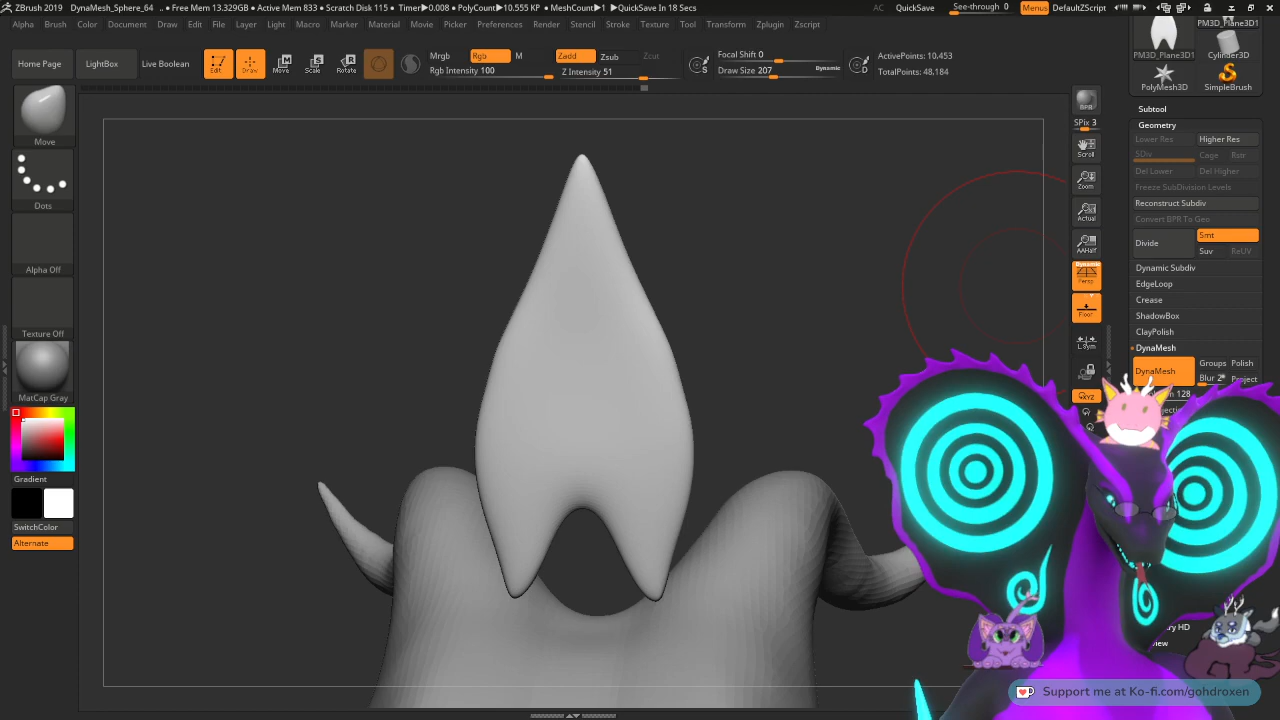 ZBrush 2019 DynaMesh_Sphere_64 .. • Free Mem 13.329GB • Active Mem 833 • Scratch Disk 115 • Timer▶0.008 • PolyCount▶10.555 KP • MeshCount▶1 ▶QuickSave In 18 Secs AC QuickSave See-through 0 Menus DefaultZScript
Alpha Brush Color Document Draw Edit File Layer Light Macro Marker Material Movie Picker Preferences Render Stencil Stroke Texture Tool Transform Zplugin Zscript
Home Page LightBox Live Boolean Edit Draw Move Scale Rotate
Mrgb Rgb M Zadd Zsub Zcut
Rgb Intensity 100 Z Intensity 51
S Focal Shift 0
Draw Size 207 Dynamic D
ActivePoints: 10,453
TotalPoints: 48,184
Move
Dots
Alpha Off
Texture Off
MatCap Gray
Gradient
SwitchColor
Alternate
BPR
SPix 3
Scroll
Zoom
Actual
AAHalf
Dynamic
Persp
Floor
L.Sym
XYZ
PM3D_Plane3D1
PM3D_Plane3D1 Cylinder3D
PolyMesh3D SimpleBrush
Subtool
Geometry
Lower Res Higher Res
SDiv Cage Rstr
Del Lower Del Higher
Freeze SubDivision Levels
Reconstruct Subdiv
Convert BPR To Geo
Divide Smt
Suv ReUV
Dynamic Subdiv
EdgeLoop
Crease
ShadowBox
ClayPolish
DynaMesh
DynaMesh Groups Polish
Blur 2 Project
128
ry HD
Support me at Ko-fi.com/gohdroxen